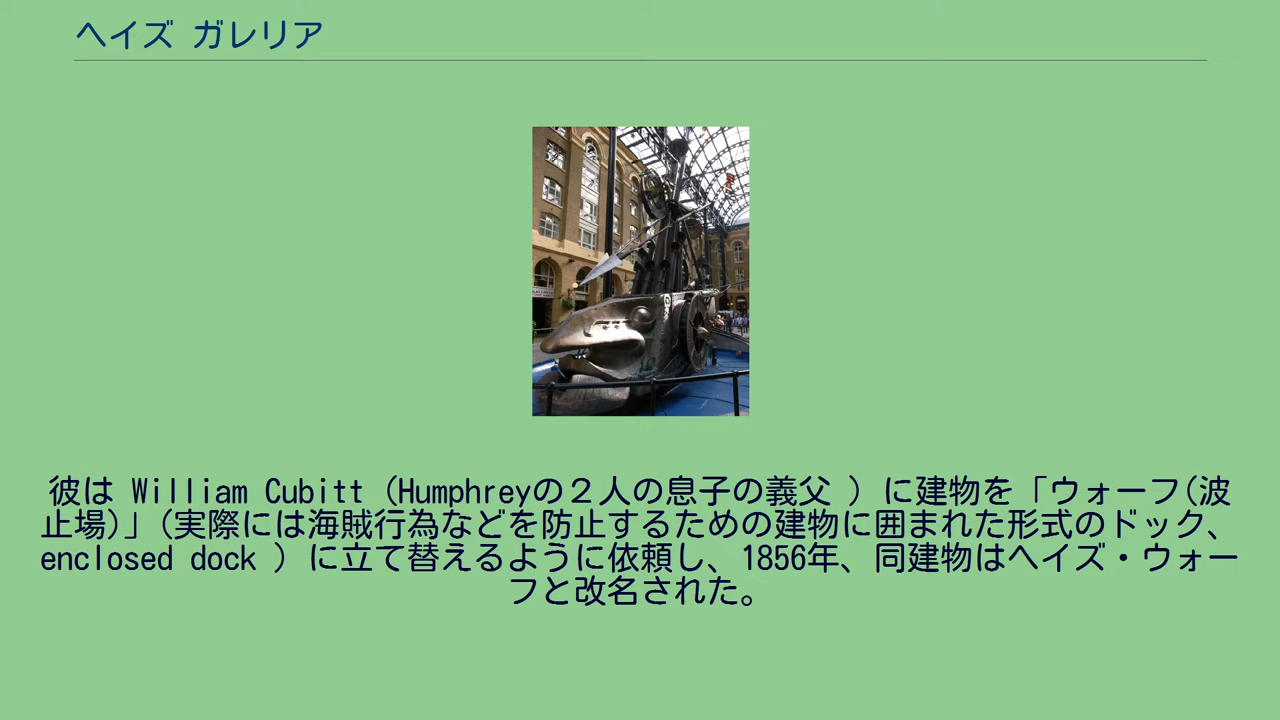 ヘイズ ガレリア
彼は William Cubitt (Humphreyの２人の息子の義父 ) に建物を「ウォーフ(波
止場)」(実際には海賊行為などを防止するための建物に囲まれた形式のドック、
enclosed dock ) に立て替えるように依頼し、1856年、同建物はヘイズ・ウォー
フと改名された。